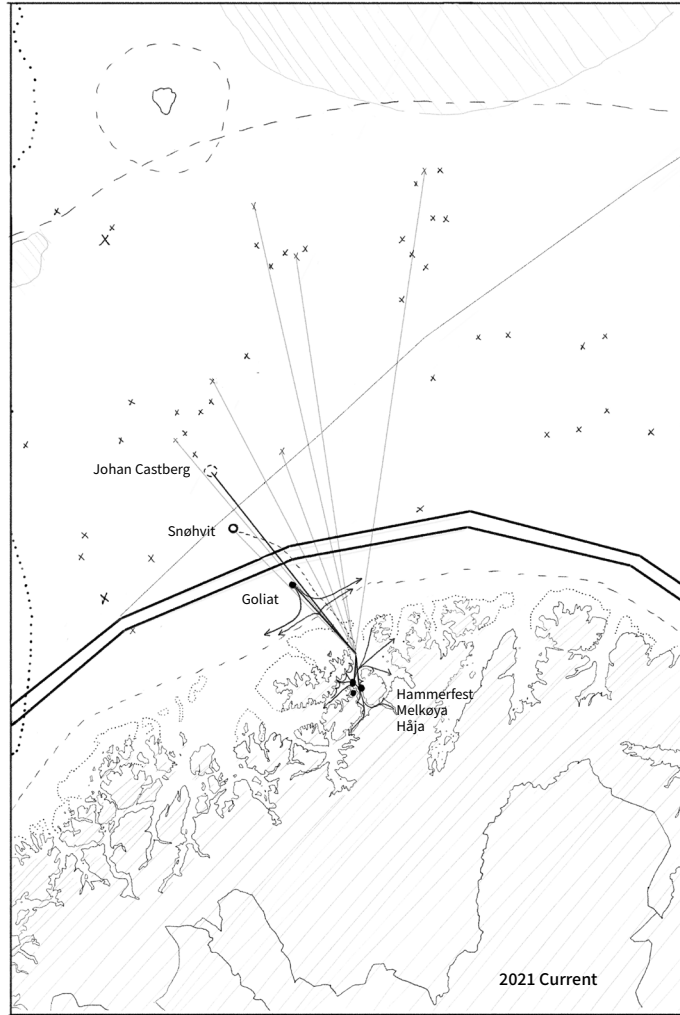 Johan Castberg
Snøhvit
Goliat
Hammerfest
Melkøya
Håja
2021 Current